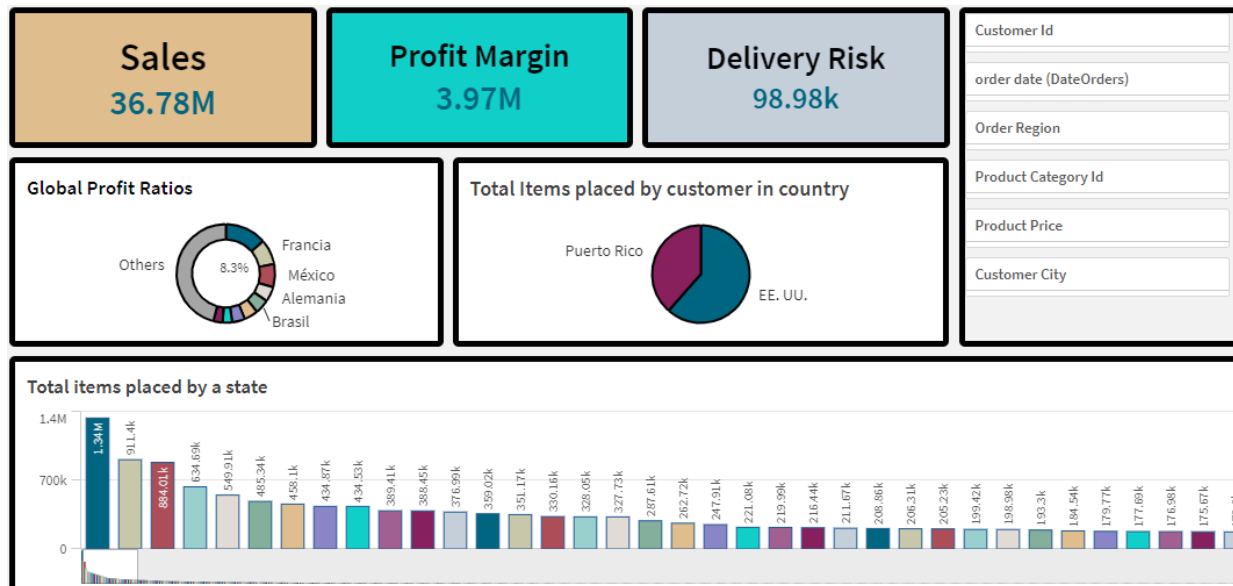 Sales
36.78M
Profit Margin
3.97M
Delivery Risk
98.98k
Customer Id
order date (DateOrders)
Order Region
Product Category Id
Product Price
Customer City
Global Profit Ratios
Others
8.3%
Francia
México
Alemania
Brasil
Total Items placed by customer in country
Puerto Rico
EE. UU.
Total items placed by a state
1.4M
700k
0
1.34M
911.4k
884.01k
634.69k
549.91k
485.34k
458.1k
434.87k
434.53k
389.41k
388.45k
376.99k
359.02k
351.17k
330.16k
328.05k
327.73k
287.61k
262.72k
247.91k
221.08k
219.99k
216.44k
211.67k
208.86k
206.31k
205.23k
199.42k
198.98k
193.3k
184.54k
179.77k
177.69k
176.98k
175.67k